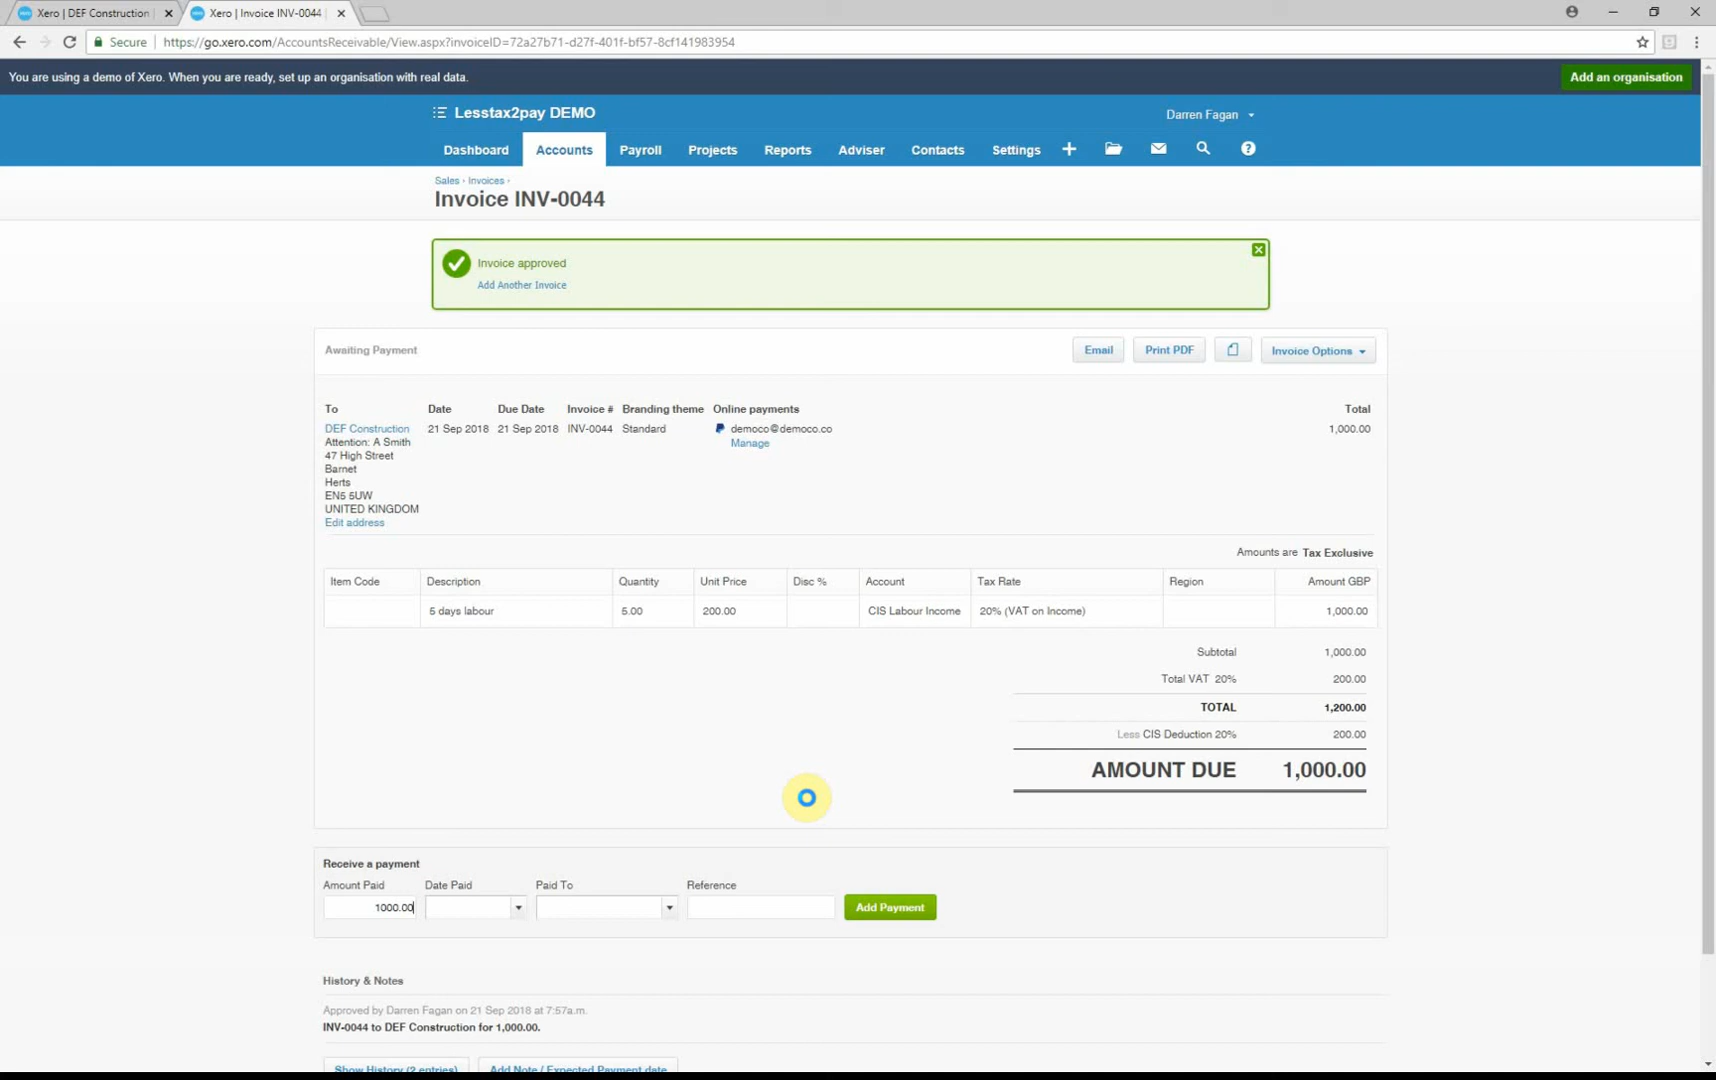 Xero | DEF Construction
Xero | Invoice INV-0044
Secure https://go.xero.com/AccountsReceivable/View.aspx?invoiceID=72a27b71-d27f-401f-bf57-8cf141983954
You are using a demo of Xero. When you are ready, set up an organisation with real data.
Add an organisation
Lesstax2pay DEMO
Darren Fagan
Dashboard Accounts Payroll Projects Reports Adviser Contacts Settings
Sales › Invoices ›
Invoice INV-0044
Invoice approved
Add Another Invoice
Awaiting Payment
Email Print PDF Invoice Options
To Date Due Date Invoice # Branding theme Online payments Total
DEF Construction 21 Sep 2018 21 Sep 2018 INV-0044 Standard democo@democo.co 1,000.00
Attention: A Smith Manage
47 High Street
Barnet
Herts
EN5 5UW
UNITED KINGDOM
Edit address
Amounts are Tax Exclusive
Item Code Description Quantity Unit Price Disc % Account Tax Rate Region Amount GBP
5 days labour 5.00 200.00 CIS Labour Income 20% (VAT on Income) 1,000.00
Subtotal 1,000.00
Total VAT 20% 200.00
TOTAL 1,200.00
Less CIS Deduction 20% 200.00
AMOUNT DUE 1,000.00
Receive a payment
Amount Paid Date Paid Paid To Reference
1000.00 Add Payment
History & Notes
Approved by Darren Fagan on 21 Sep 2018 at 7:57a.m.
INV-0044 to DEF Construction for 1,000.00.
Show History (2 entries) Add Note / Expected Payment date